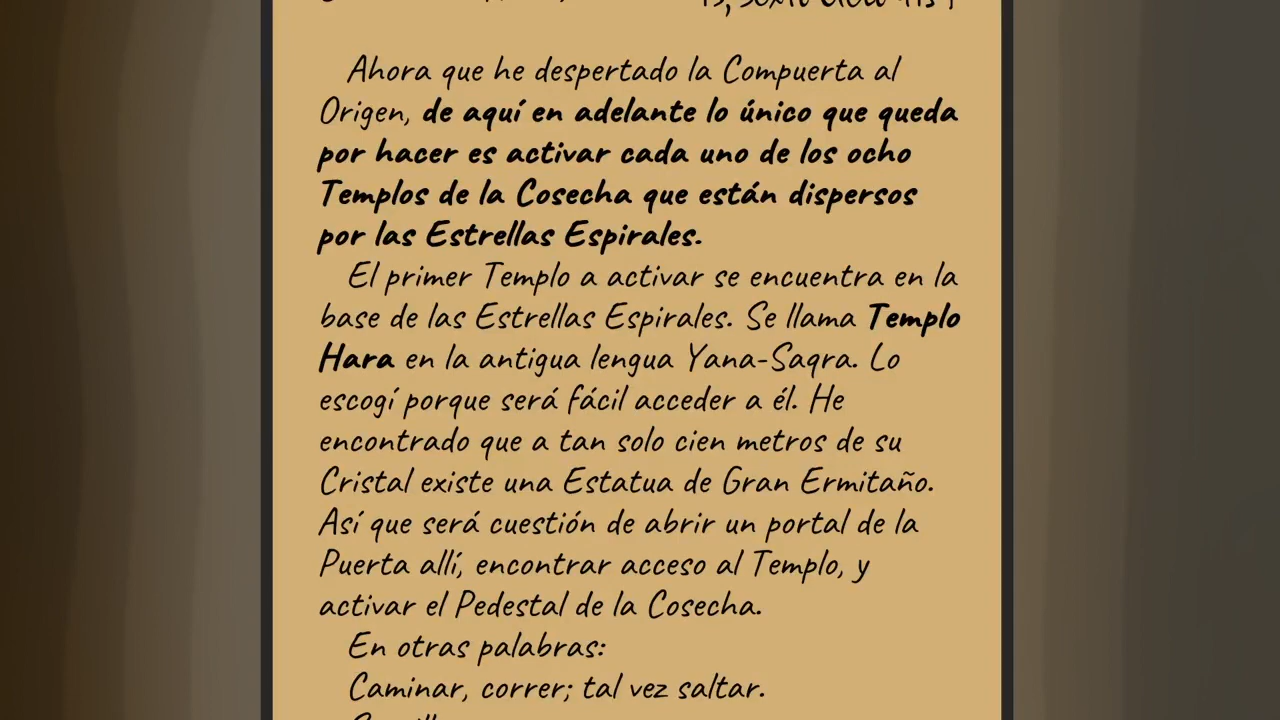 Ahora que he despertado la Compuerta al
Origen, de aquí en adelante lo único que queda
por hacer es activar cada uno de los ocho
Templos de la Cosecha que están dispersos
por las Estrellas Espirales.
El primer Templo a activar se encuentra en la
base de las Estrellas Espirales. Se llama Templo
Hara en la antigua lengua Yana-Saqra. Lo
escogí porque será fácil acceder a él. He
encontrado que a tan solo cien metros de su
Cristal existe una Estatua de Gran Ermitaño.
Así que será cuestión de abrir un portal de la
Puerta allí, encontrar acceso al Templo, y
activar el Pedestal de la Cosecha.
En otras palabras:
Caminar, correr; tal vez saltar.